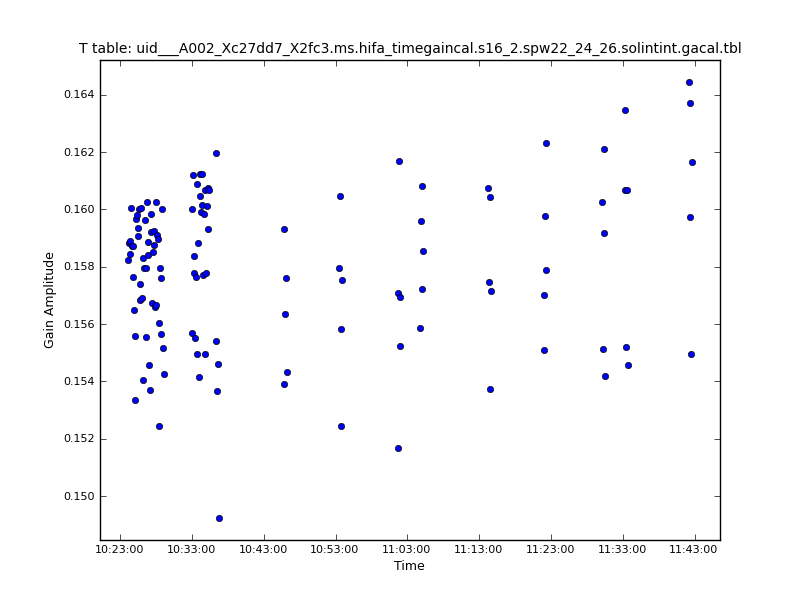 T table: uid___A002_Xc27dd7_X2fc3.ms.hifa_timegaincal.s16_2.spw22_24_26.solintint.gacal.tbl
0.164
0.162
0.160
0.158
0.156
0.154
0.152
0.150
Gain Amplitude
10:23:00 10:33:00 10:43:00 10:53:00 11:03:00 11:13:00 11:23:00 11:33:00 11:43:00
Time